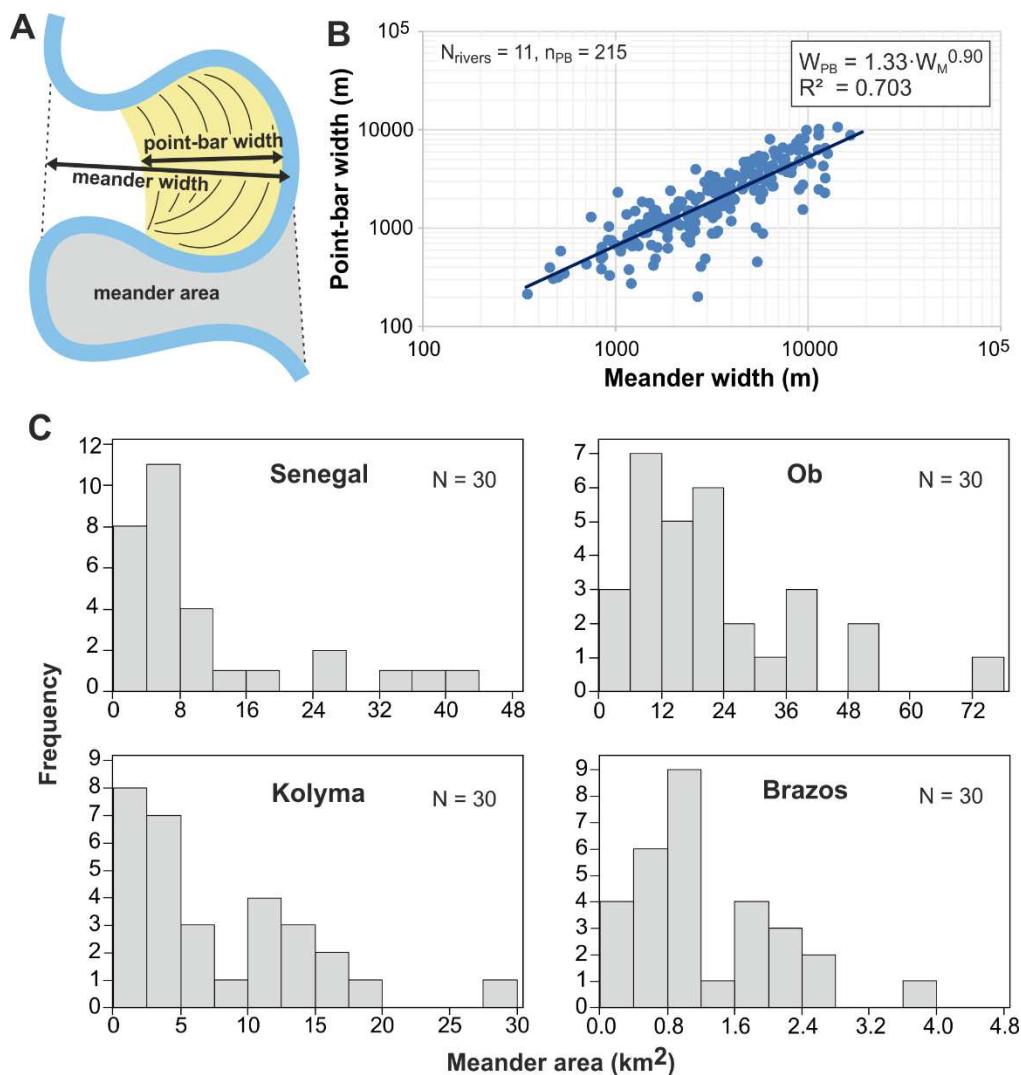 A
point-bar width
meander width
meander area
B
N_rivers = 11, n_PB = 215
W_PB = 1.33·W_M^0.90
R² = 0.703
Point-bar width (m)
10⁵
10000
1000
100
100 1000 10000 10⁵
Meander width (m)
C
Frequency
Senegal N = 30
12
10
8
6
4
2
0
0 8 16 24 32 40 48
Ob N = 30
7
6
5
4
3
2
1
0
0 12 24 36 48 60 72
Kolyma N = 30
9
8
7
6
5
4
3
2
1
0
0 5 10 15 20 25 30
Brazos N = 30
9
8
7
6
5
4
3
2
1
0
0.0 0.8 1.6 2.4 3.2 4.0 4.8
Meander area (km²)